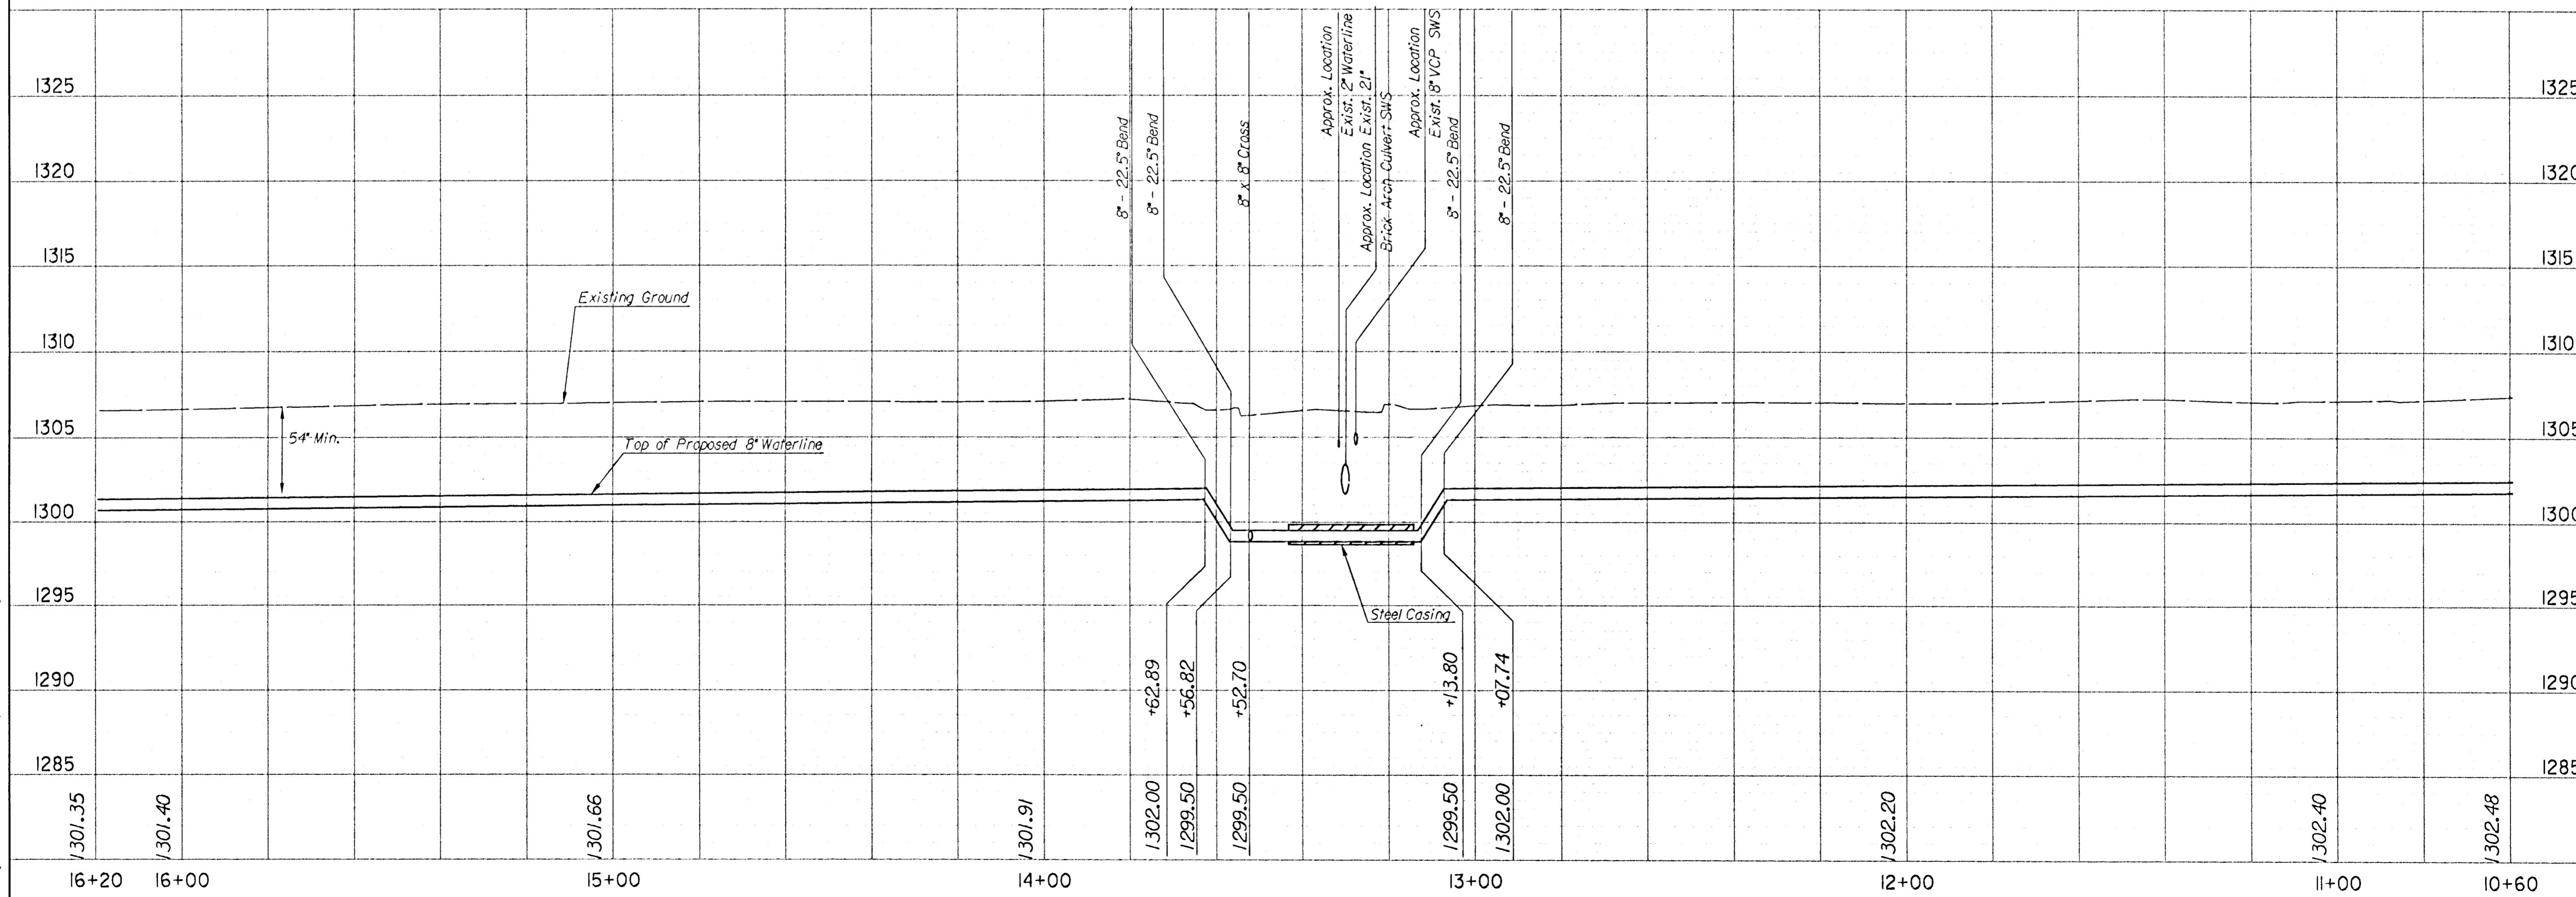 Approx. Location
Exist. 2" Waterline
Approx. Location Exist. 21"
Brick Arch Culvert SWS
Approx. Location
Exist. 8" VCP SWS
8" - 22.5° Bend
8" - 22.5° Bend
8" x 8" Cross
8" - 22.5° Bend
8" - 22.5° Bend
1325
1325
1320
1320
1315
1315
Existing Ground
1310
1310
1305
1305
54" Min.
Top of Proposed 8" Waterline
1300
1300
1295
1295
Steel Casing
1290
1290
+62.89
+56.82
+52.70
+13.80
+07.74
1285
1285
1301.35
1301.40
1301.66
1301.91
1302.00
1299.50
1299.50
1299.50
1302.00
1302.20
1302.40
1302.48
16+20
16+00
15+00
14+00
13+00
12+00
11+00
10+60